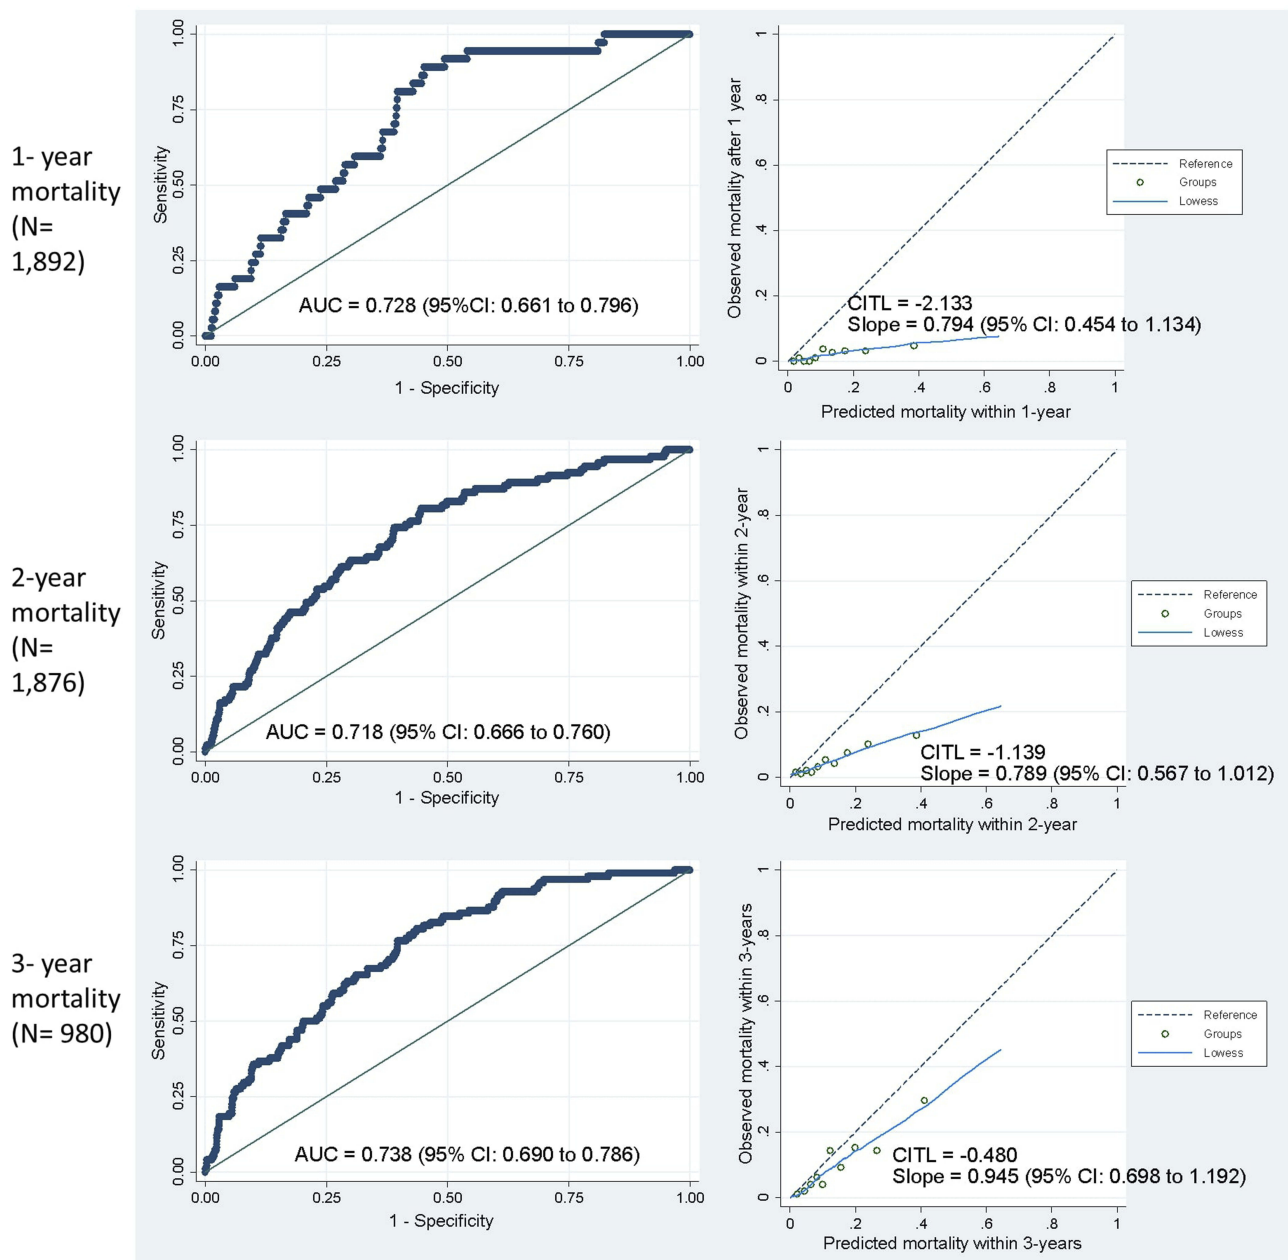 1- year
mortality
(N=
1,892)
1.00
0.75
0.50
0.25
0.00
Sensitivity
AUC = 0.728 (95%CI: 0.661 to 0.796)
0.00 0.25 0.50 0.75 1.00
1 - Specificity
Observed mortality after 1 year
1
.8
.6
.4
.2
0
CITL = -2.133
Slope = 0.794 (95% CI: 0.454 to 1.134)
0 .2 .4 .6 .8 1
Predicted mortality within 1-year
Reference
Groups
Lowess
2-year
mortality
(N=
1,876)
1.00
0.75
0.50
0.25
0.00
Sensitivity
AUC = 0.718 (95% CI: 0.666 to 0.760)
0.00 0.25 0.50 0.75 1.00
1 - Specificity
Observed mortality within 2-year
1
.8
.6
.4
.2
0
CITL = -1.139
Slope = 0.789 (95% CI: 0.567 to 1.012)
0 .2 .4 .6 .8 1
Predicted mortality within 2-year
Reference
Groups
Lowess
3- year
mortality
(N= 980)
1.00
0.75
0.50
0.25
0.00
Sensitivity
AUC = 0.738 (95% CI: 0.690 to 0.786)
0.00 0.25 0.50 0.75 1.00
1 - Specificity
Observed mortality within 3-years
1
.8
.6
.4
.2
0
CITL = -0.480
Slope = 0.945 (95% CI: 0.698 to 1.192)
0 .2 .4 .6 .8 1
Predicted mortality within 3-years
Reference
Groups
Lowess